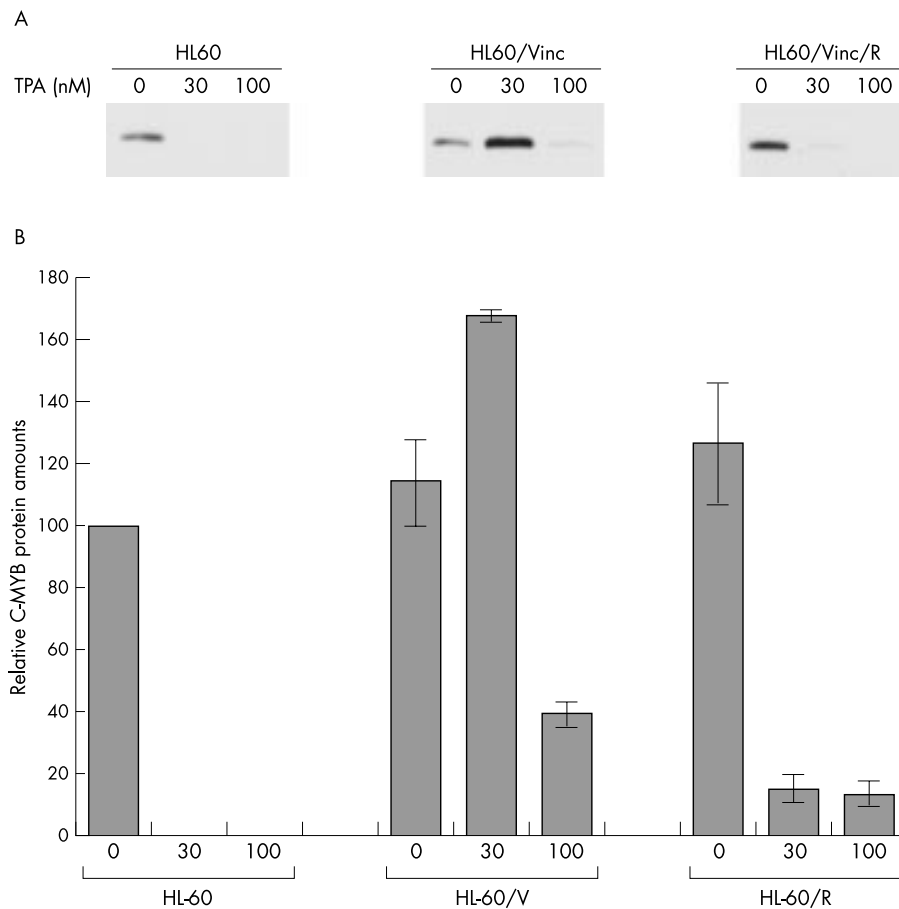 A
HL60 HL60/Vinc HL60/Vinc/R
TPA (nM) 0 30 100 0 30 100 0 30 100
B
180
160
140
120
100
80
60
40
20
0
Relative C-MYB protein amounts
0 30 100 0 30 100 0 30 100
HL-60 HL-60/V HL-60/R